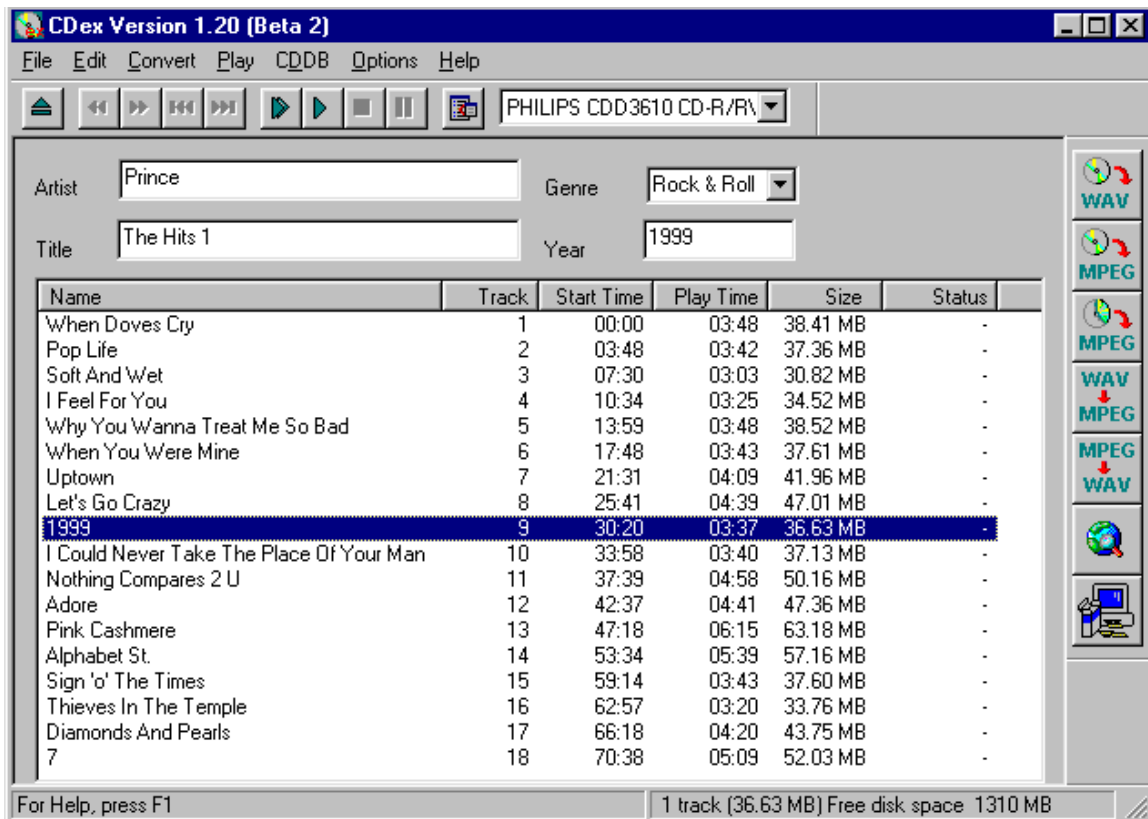 CDex Version 1.20 (Beta 2)
File Edit Convert Play CDDB Options Help
PHILIPS CDD3610 CD-R/R\
Artist Prince Genre Rock & Roll
Title The Hits 1 Year 1999
Name Track Start Time Play Time Size Status
When Doves Cry 1 00:00 03:48 38.41 MB -
Pop Life 2 03:48 03:42 37.36 MB -
Soft And Wet 3 07:30 03:03 30.82 MB -
I Feel For You 4 10:34 03:25 34.52 MB -
Why You Wanna Treat Me So Bad 5 13:59 03:48 38.52 MB -
When You Were Mine 6 17:48 03:43 37.61 MB -
Uptown 7 21:31 04:09 41.96 MB -
Let's Go Crazy 8 25:41 04:39 47.01 MB -
1999 9 30:20 03:37 36.63 MB -
I Could Never Take The Place Of Your Man 10 33:58 03:40 37.13 MB -
Nothing Compares 2 U 11 37:39 04:58 50.16 MB -
Adore 12 42:37 04:41 47.36 MB -
Pink Cashmere 13 47:18 06:15 63.18 MB -
Alphabet St. 14 53:34 05:39 57.16 MB -
Sign 'o' The Times 15 59:14 03:43 37.60 MB -
Thieves In The Temple 16 62:57 03:20 33.76 MB -
Diamonds And Pearls 17 66:18 04:20 43.75 MB -
7 18 70:38 05:09 52.03 MB -
WAV
MPEG
MPEG
WAV
MPEG
MPEG
WAV
For Help, press F1 1 track (36.63 MB) Free disk space 1310 MB